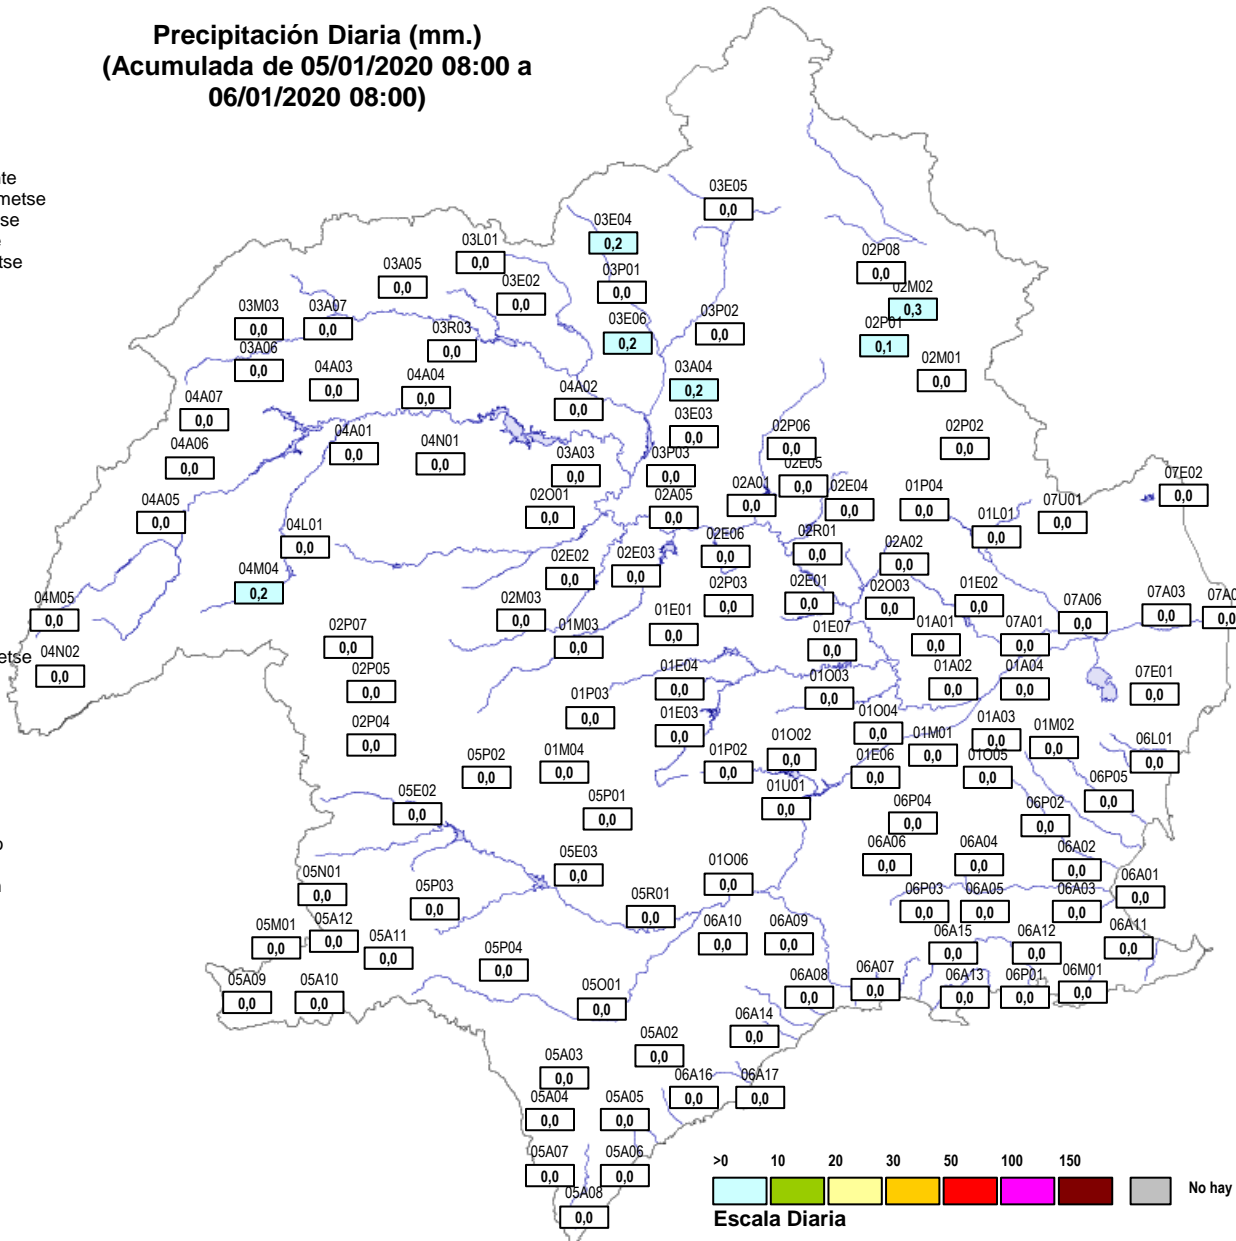 Precipitación Diaria (mm.)
(Acumulada de 05/01/2020 08:00 a
06/01/2020 08:00)
03E05
0,0
03E04
0,2
03L01
0,0
03A05
0,0
03E02
0,0
03P01
0,0
02P08
0,0
02M02
0,3
03M03
0,0
03A07
0,0
03R03
0,0
03E06
0,2
03P02
0,0
02P01
0,1
03A06
0,0
04A03
0,0
04A04
0,0
04A02
0,0
03A04
0,2
02M01
0,0
04A07
0,0
03E03
0,0
04A01
0,0
04N01
0,0
02P06
0,0
02P02
0,0
04A06
0,0
03A03
0,0
03P03
0,0
02E05
0,0
07E02
0,0
04A05
0,0
02O01
0,0
02A05
0,0
02A01
0,0
02E04
0,0
01P04
0,0
07U01
0,0
04L01
0,0
01L01
0,0
02E06
0,0
02R01
0,0
02A02
0,0
02E02
0,0
02E03
0,0
04M04
0,2
04M05
0,0
02M03
0,0
02P03
0,0
02E01
0,0
02O03
0,0
01E02
0,0
07A06
0,0
07A03
0,0
07A0
0,0
02P07
0,0
01M03
0,0
01E01
0,0
01E07
0,0
01A01
0,0
07A01
0,0
etse
04N02
0,0
02P05
0,0
01E04
0,0
01O03
0,0
01A02
0,0
01A04
0,0
07E01
0,0
01P03
0,0
01E03
0,0
01O04
0,0
02P04
0,0
01M01
0,0
01A03
0,0
01M02
0,0
06L01
0,0
05P02
0,0
01M04
0,0
01P02
0,0
01O02
0,0
01E06
0,0
01O05
0,0
05E02
0,0
05P01
0,0
01U01
0,0
06P04
0,0
06P02
0,0
06P05
0,0
05E03
0,0
01O06
0,0
06A06
0,0
06A04
0,0
06A02
0,0
05N01
0,0
05P03
0,0
05R01
0,0
06P03
0,0
06A05
0,0
06A03
0,0
06A01
0,0
05M01
0,0
05A12
0,0
05A11
0,0
05P04
0,0
06A10
0,0
06A09
0,0
06A15
0,0
06A12
0,0
06A11
0,0
05A09
0,0
05A10
0,0
05O01
0,0
06A08
0,0
06A07
0,0
06A13
0,0
06P01
0,0
06M01
0,0
05A02
0,0
06A14
0,0
05A03
0,0
06A16
0,0
06A17
0,0
05A04
0,0
05A05
0,0
05A07
0,0
05A06
0,0
05A08
0,0
>0 10 20 30 50 100 150
No hay
Escala Diaria